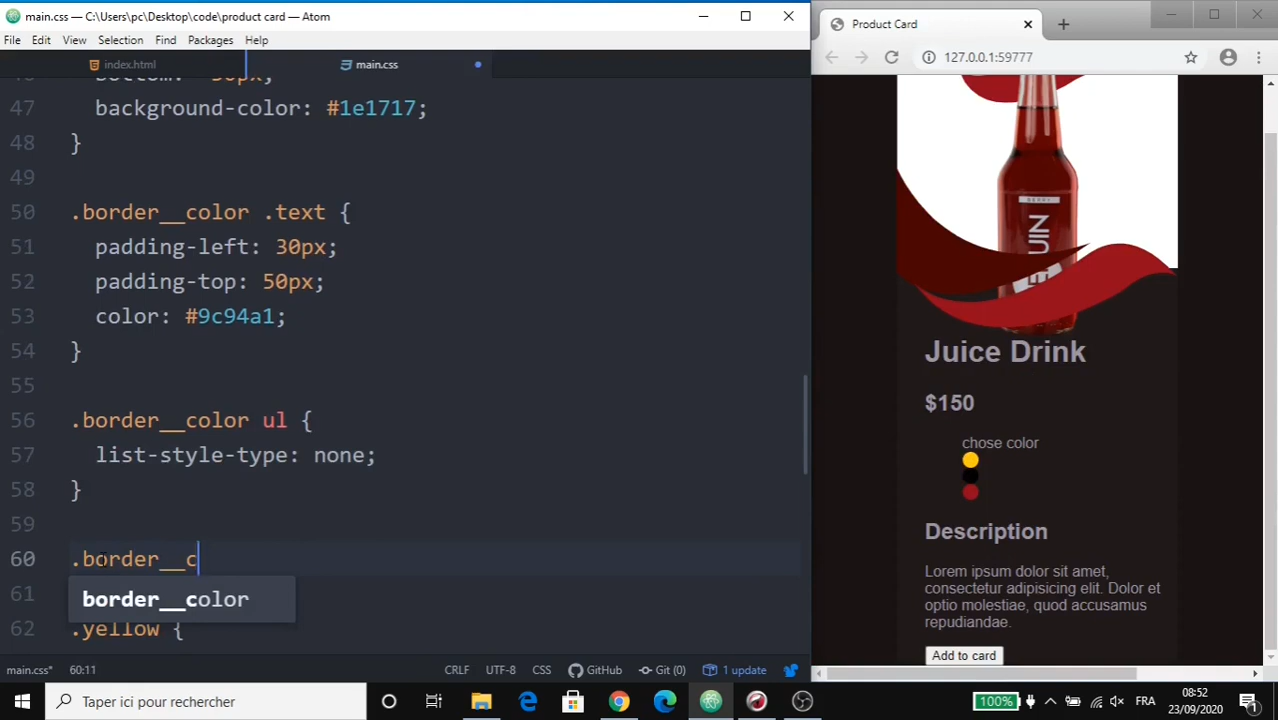 main.css — C:\Users\pc\Desktop\code\product card — Atom
File Edit View Selection Find Packages Help
index.html
main.css
47 background-color: #1e1717;
48 }
49
50 .border__color .text {
51 padding-left: 30px;
52 padding-top: 50px;
53 color: #9c94a1;
54 }
55
56 .border__color ul {
57 list-style-type: none;
58 }
59
60 .border__c
61
border__color
62 .yellow {
main.css* 60:11 CRLF UTF-8 CSS GitHub Git (0) 1 update
Product Card
127.0.0.1:59777
BERRY
Juice Drink
$150
chose color
Description
Lorem ipsum dolor sit amet,
consectetur adipisicing elit. Dolor et
optio molestiae, quod accusamus
repudiandae.
Add to card
Taper ici pour rechercher
100%
FRA
08:52
23/09/2020
1